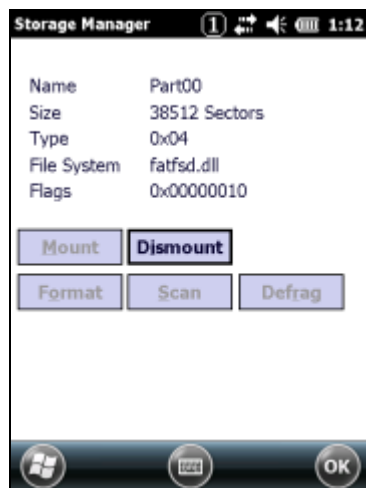 Storage Manager 1 1:12
Name Part00
Size 38512 Sectors
Type 0x04
File System fatfsd.dll
Flags 0x00000010
Mount Dismount
Format Scan Defrag
OK